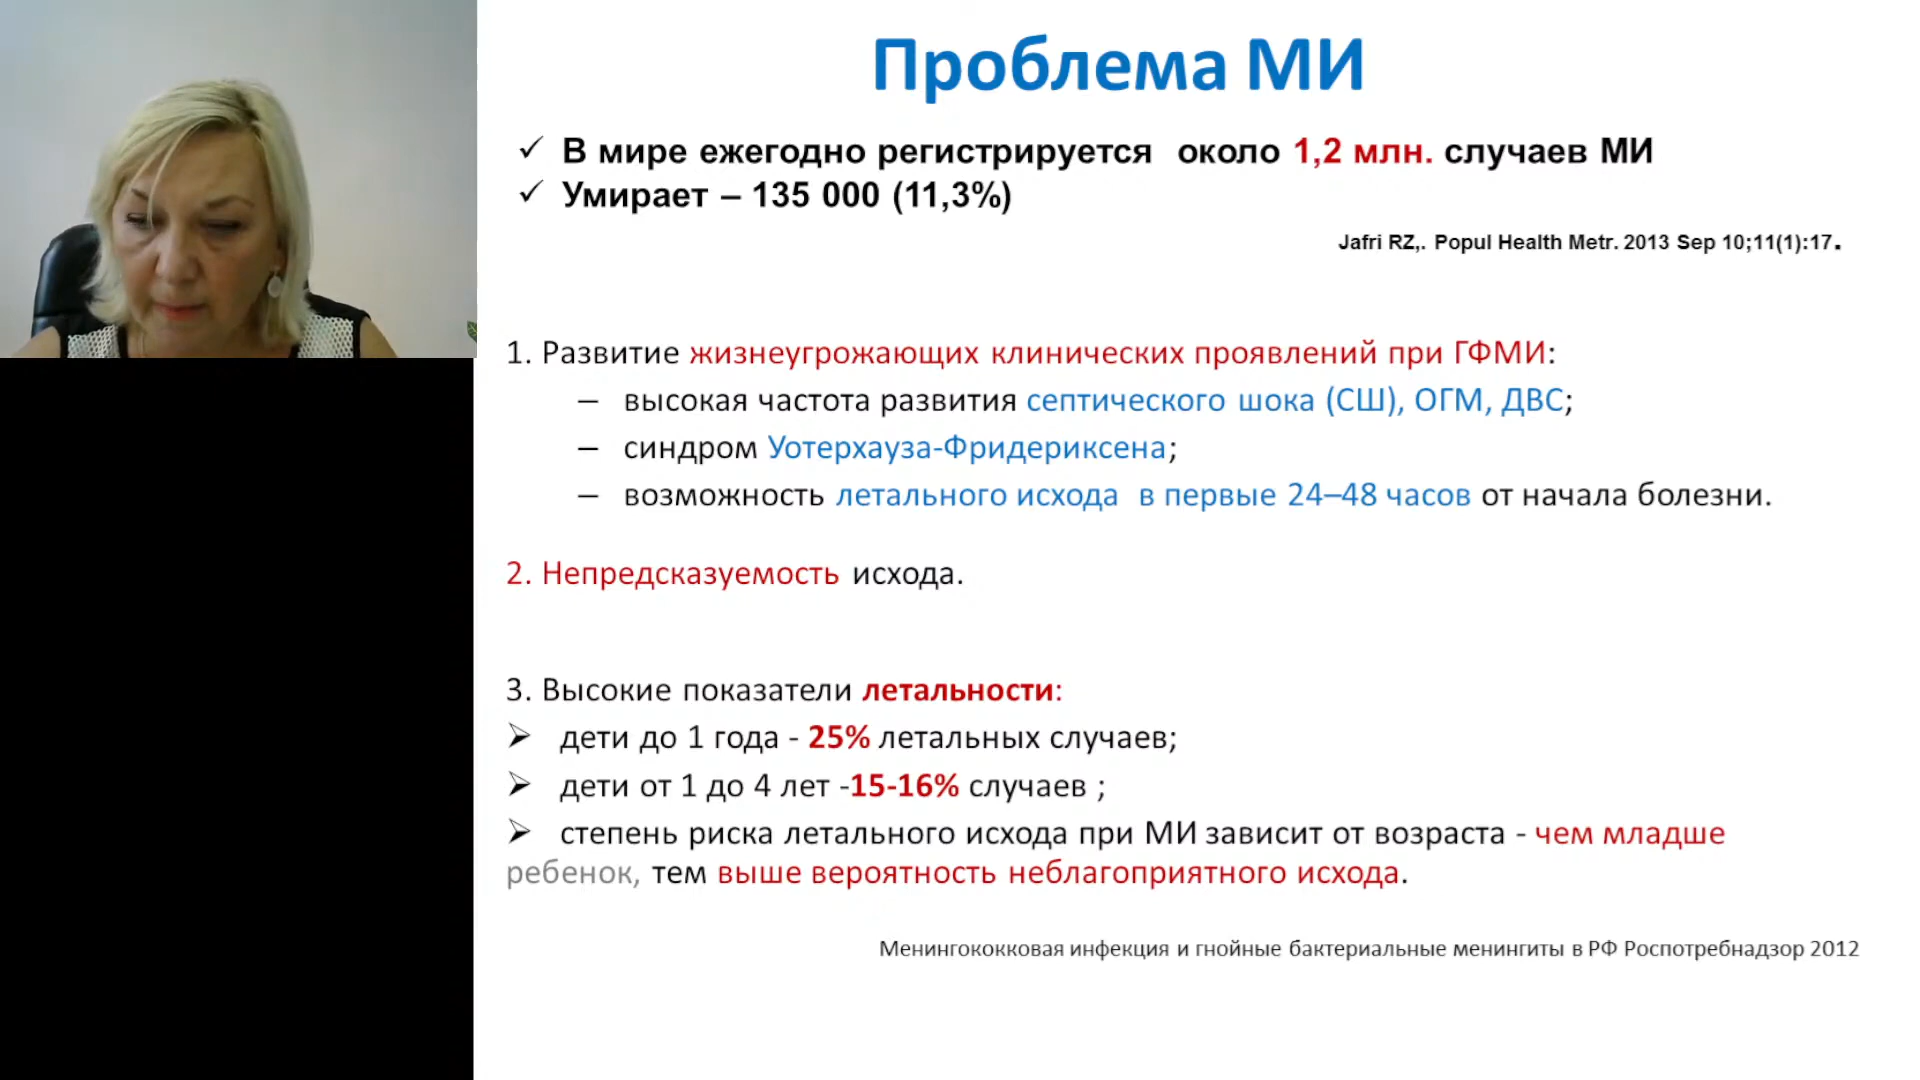 Проблема МИ
✓ В мире ежегодно регистрируется около 1,2 млн. случаев МИ
✓ Умирает – 135 000 (11,3%)
Jafri RZ,. Popul Health Metr. 2013 Sep 10;11(1):17.
1. Развитие жизнеугрожающих клинических проявлений при ГФМИ:
– высокая частота развития септического шока (СШ), ОГМ, ДВС;
– синдром Уотерхауза-Фридериксена;
– возможность летального исхода в первые 24–48 часов от начала болезни.
2. Непредсказуемость исхода.
3. Высокие показатели летальности:
➢ дети до 1 года - 25% летальных случаев;
➢ дети от 1 до 4 лет -15-16% случаев ;
➢ степень риска летального исхода при МИ зависит от возраста - чем младше
ребенок, тем выше вероятность неблагоприятного исхода.
Менингококковая инфекция и гнойные бактериальные менингиты в РФ Роспотребнадзор 2012